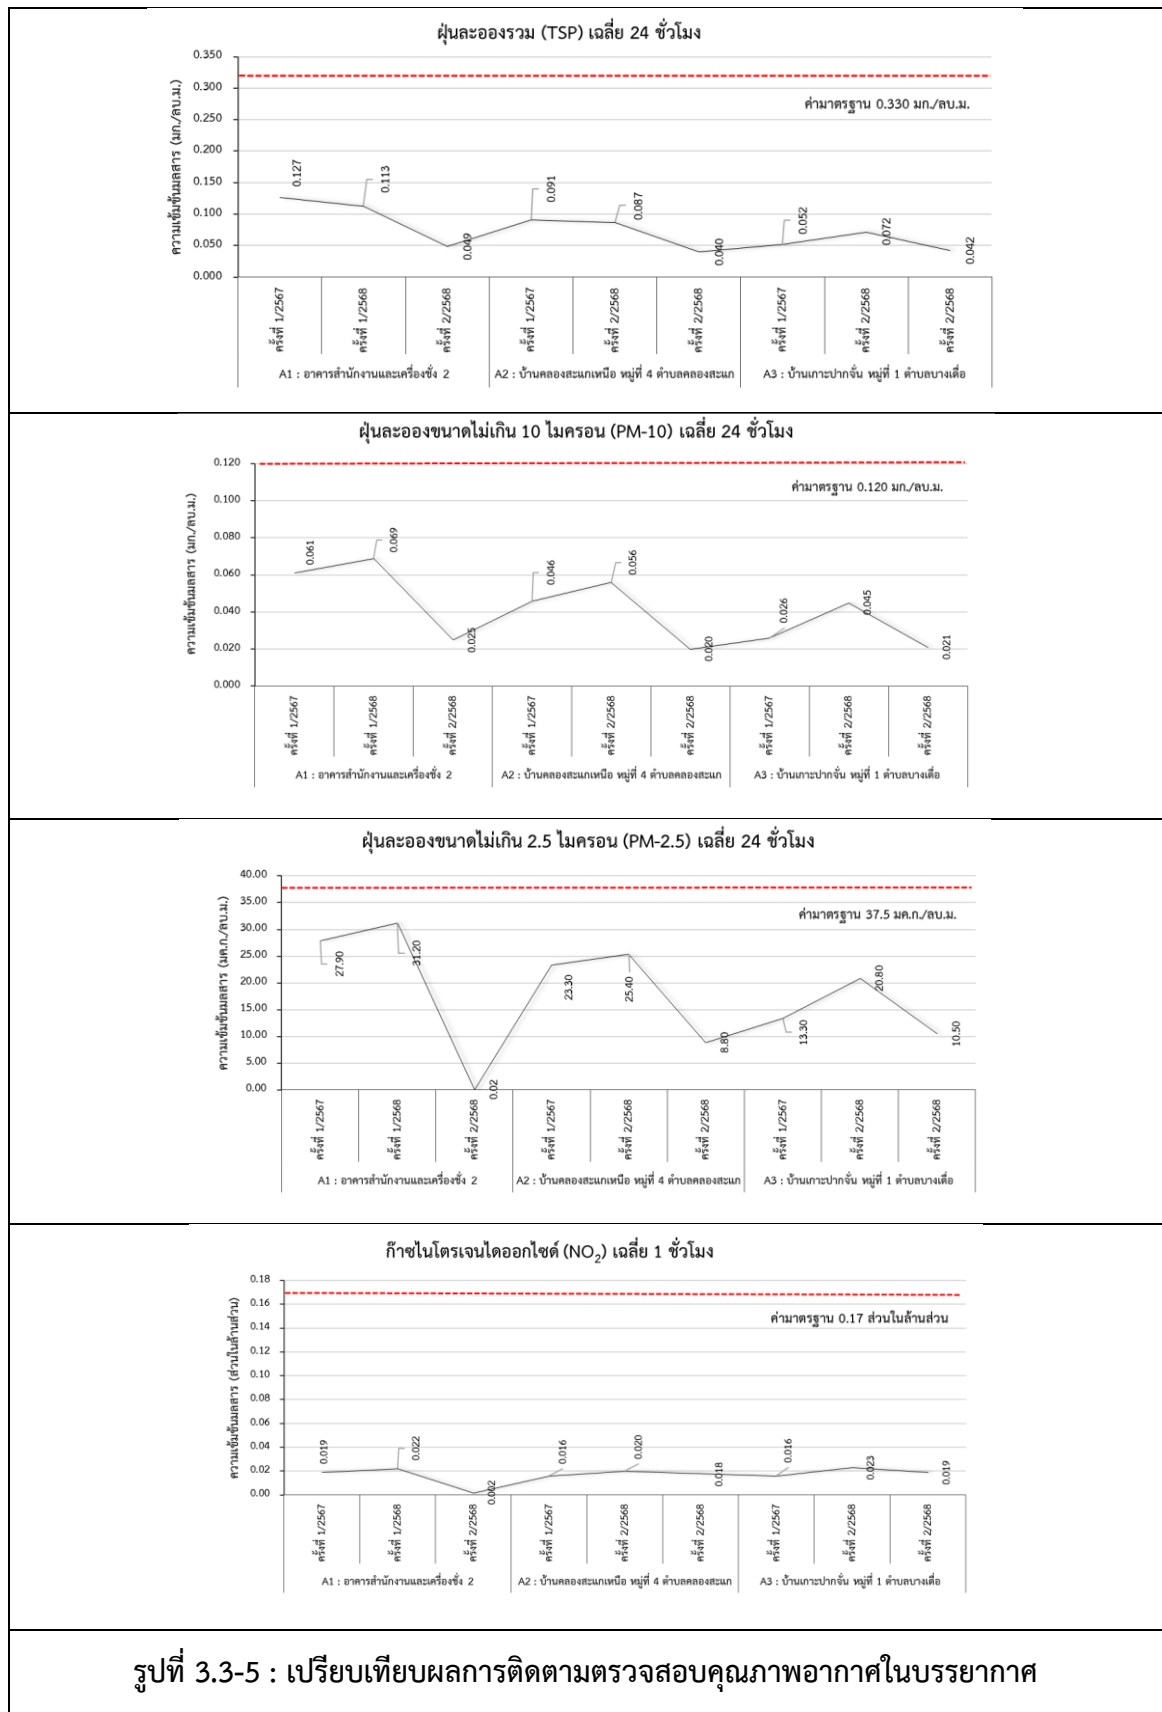 ฝุ่นละอองรวม (TSP) เฉลี่ย 24 ชั่วโมง
ความเข้มข้นมลสาร (มก./ลบ.ม.)
0.350
0.300
0.250
0.200
0.150
0.100
0.050
0.000
ค่ามาตรฐาน 0.330 มก./ลบ.ม.
0.127
0.113
0.049
0.091
0.087
0.040
0.052
0.072
0.042
ครั้งที่ 1/2567
ครั้งที่ 1/2568
ครั้งที่ 2/2568
ครั้งที่ 1/2567
ครั้งที่ 2/2568
ครั้งที่ 2/2568
ครั้งที่ 1/2567
ครั้งที่ 2/2568
ครั้งที่ 2/2568
A1 : อาคารสำนักงานและเครื่องชั่ง 2
A2 : บ้านคลองสะแกเหนือ หมู่ที่ 4 ตำบลคลองสะแก
A3 : บ้านเกาะปากจั่น หมู่ที่ 1 ตำบลบางเดื่อ
ฝุ่นละอองขนาดไม่เกิน 10 ไมครอน (PM-10) เฉลี่ย 24 ชั่วโมง
ความเข้มข้นมลสาร (มก./ลบ.ม.)
0.120
0.100
0.080
0.060
0.040
0.020
0.000
ค่ามาตรฐาน 0.120 มก./ลบ.ม.
0.061
0.069
0.025
0.046
0.056
0.020
0.026
0.045
0.021
ครั้งที่ 1/2567
ครั้งที่ 1/2568
ครั้งที่ 2/2568
ครั้งที่ 1/2567
ครั้งที่ 2/2568
ครั้งที่ 2/2568
ครั้งที่ 1/2567
ครั้งที่ 2/2568
ครั้งที่ 2/2568
A1 : อาคารสำนักงานและเครื่องชั่ง 2
A2 : บ้านคลองสะแกเหนือ หมู่ที่ 4 ตำบลคลองสะแก
A3 : บ้านเกาะปากจั่น หมู่ที่ 1 ตำบลบางเดื่อ
ฝุ่นละอองขนาดไม่เกิน 2.5 ไมครอน (PM-2.5) เฉลี่ย 24 ชั่วโมง
ความเข้มข้นมลสาร (มค.ก./ลบ.ม.)
40.00
35.00
30.00
25.00
20.00
15.00
10.00
5.00
0.00
ค่ามาตรฐาน 37.5 มค.ก./ลบ.ม.
27.90
31.20
0.02
23.30
25.40
8.80
13.30
20.80
10.50
ครั้งที่ 1/2567
ครั้งที่ 1/2568
ครั้งที่ 2/2568
ครั้งที่ 1/2567
ครั้งที่ 2/2568
ครั้งที่ 2/2568
ครั้งที่ 1/2567
ครั้งที่ 2/2568
ครั้งที่ 2/2568
A1 : อาคารสำนักงานและเครื่องชั่ง 2
A2 : บ้านคลองสะแกเหนือ หมู่ที่ 4 ตำบลคลองสะแก
A3 : บ้านเกาะปากจั่น หมู่ที่ 1 ตำบลบางเดื่อ
ก๊าซไนโตรเจนไดออกไซด์ (NO₂) เฉลี่ย 1 ชั่วโมง
ความเข้มข้นมลสาร (ส่วนในล้านส่วน)
0.18
0.16
0.14
0.12
0.10
0.08
0.06
0.04
0.02
0.00
ค่ามาตรฐาน 0.17 ส่วนในล้านส่วน
0.019
0.022
0.002
0.016
0.020
0.018
0.016
0.023
0.019
ครั้งที่ 1/2567
ครั้งที่ 1/2568
ครั้งที่ 2/2568
ครั้งที่ 1/2567
ครั้งที่ 2/2568
ครั้งที่ 2/2568
ครั้งที่ 1/2567
ครั้งที่ 2/2568
ครั้งที่ 2/2568
A1 : อาคารสำนักงานและเครื่องชั่ง 2
A2 : บ้านคลองสะแกเหนือ หมู่ที่ 4 ตำบลคลองสะแก
A3 : บ้านเกาะปากจั่น หมู่ที่ 1 ตำบลบางเดื่อ
รูปที่ 3.3-5 : เปรียบเทียบผลการติดตามตรวจสอบคุณภาพอากาศในบรรยากาศ